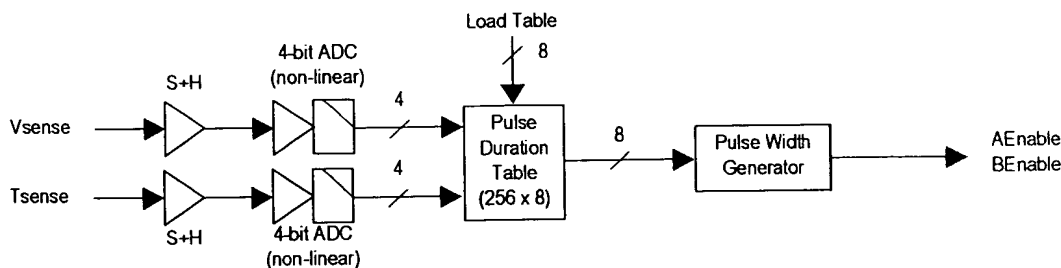 Load Table
8
4-bit ADC
(non-linear)
S+H
4
Vsense
Pulse
Duration
Table
(256 x 8)
8
Pulse Width
Generator
AEnable
BEnable
Tsense
4
S+H
4-bit ADC
(non-linear)